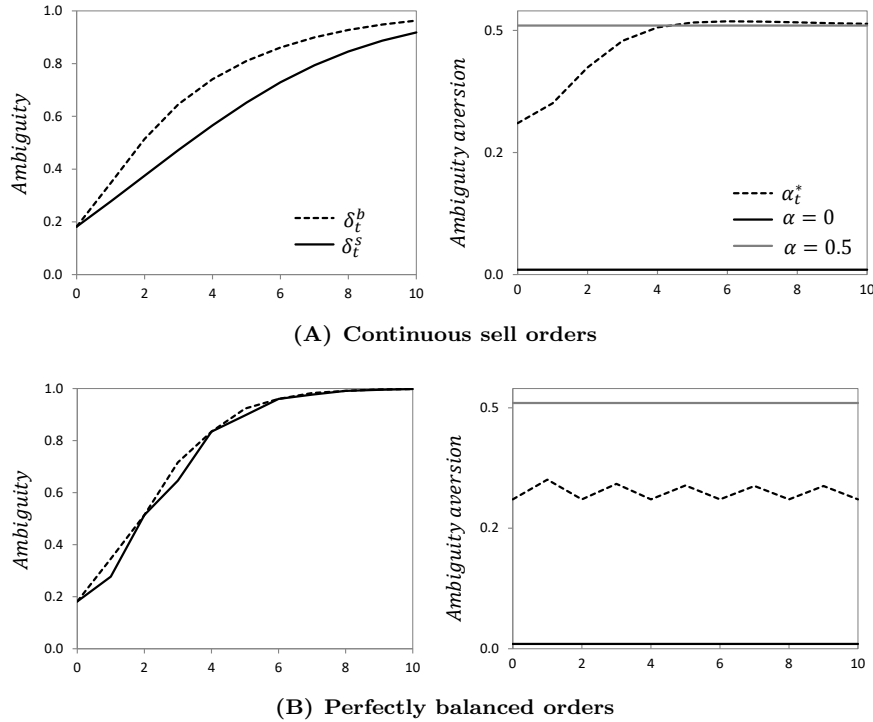 1.0
0.8
0.6
0.4
0.2
0.0
Ambiguity
0 2 4 6 8 10
δ_t^b
δ_t^s
0.5
0.2
0.0
Ambiguity aversion
0 2 4 6 8 10
α_t^*
α = 0
α = 0.5
(A) Continuous sell orders
1.0
0.8
0.6
0.4
0.2
0.0
Ambiguity
0 2 4 6 8 10
0.5
0.2
0.0
Ambiguity aversion
0 2 4 6 8 10
(B) Perfectly balanced orders